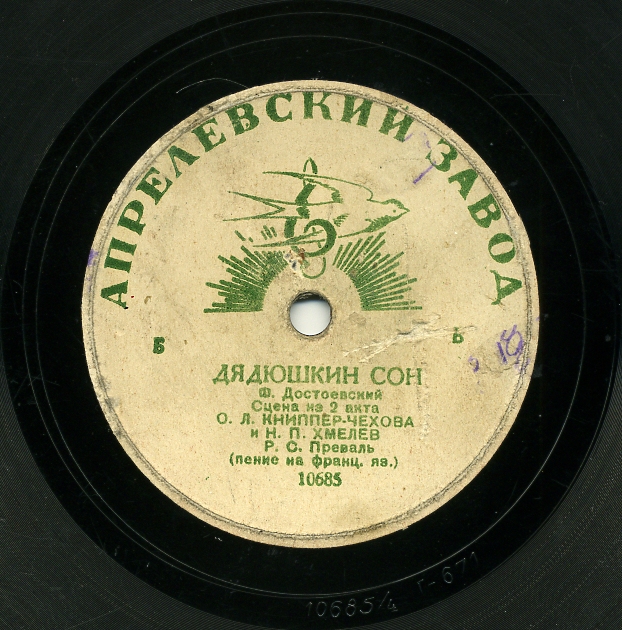 АПРЕЛЕВСКИЙ ЗАВОД
Б Ь
ДЯДЮШКИН СОН
Ф. Достоевский
Сцена из 2 акта
О. Л. КНИППЕР-ЧЕХОВА
и Н. П. ХМЕЛЕВ
Р. С. Преваль
(пение на франц. яз.)
10685
10685/4 Г-671